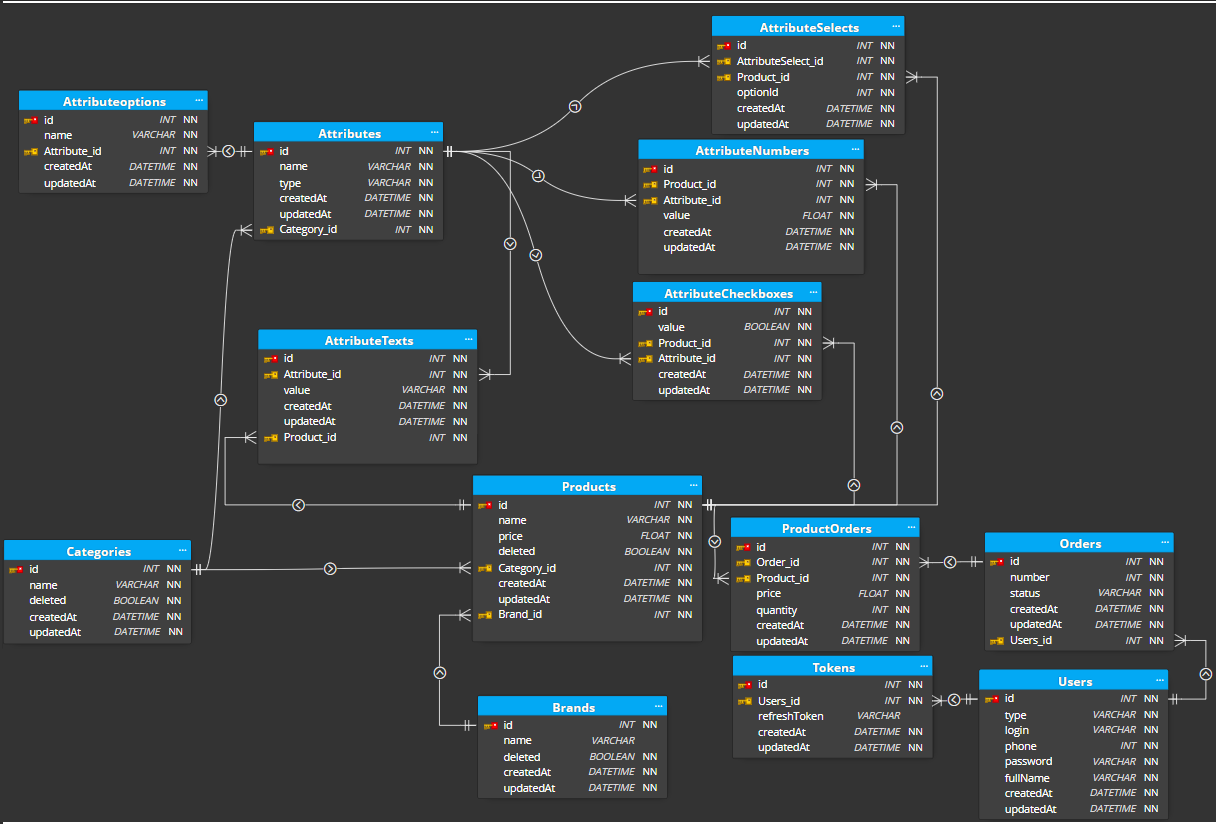 AttributeSelects ...
id INT NN
AttributeSelect_id INT NN
Product_id INT NN
optionId INT NN
createdAt DATETIME NN
updatedAt DATETIME NN
Attributeoptions ...
id INT NN
name VARCHAR NN
Attribute_id INT NN
createdAt DATETIME NN
updatedAt DATETIME NN
Attributes ...
id INT NN
name VARCHAR NN
type VARCHAR NN
createdAt DATETIME NN
updatedAt DATETIME NN
Category_id INT NN
AttributeNumbers ...
id INT NN
Product_id INT NN
Attribute_id INT NN
value FLOAT NN
createdAt DATETIME NN
updatedAt DATETIME NN
AttributeCheckboxes ...
id INT NN
value BOOLEAN NN
Product_id INT NN
Attribute_id INT NN
createdAt DATETIME NN
updatedAt DATETIME NN
AttributeTexts ...
id INT NN
Attribute_id INT NN
value VARCHAR NN
createdAt DATETIME NN
updatedAt DATETIME NN
Product_id INT NN
Products ...
id INT NN
name VARCHAR NN
price FLOAT NN
deleted BOOLEAN NN
Category_id INT NN
createdAt DATETIME NN
updatedAt DATETIME NN
Brand_id INT NN
Categories ...
id INT NN
name VARCHAR NN
deleted BOOLEAN NN
createdAt DATETIME NN
updatedAt DATETIME NN
ProductOrders ...
id INT NN
Order_id INT NN
Product_id INT NN
price FLOAT NN
quantity INT NN
createdAt DATETIME NN
updatedAt DATETIME NN
Orders ...
id INT NN
number INT NN
status VARCHAR NN
createdAt DATETIME NN
updatedAt DATETIME NN
Users_id INT NN
Tokens ...
id INT NN
Users_id INT NN
refreshToken VARCHAR
createdAt DATETIME NN
updatedAt DATETIME NN
Users ...
id INT NN
type VARCHAR NN
login VARCHAR NN
phone INT NN
password VARCHAR NN
fullName VARCHAR NN
createdAt DATETIME NN
updatedAt DATETIME NN
Brands ...
id INT NN
name VARCHAR
deleted BOOLEAN NN
createdAt DATETIME NN
updatedAt DATETIME NN